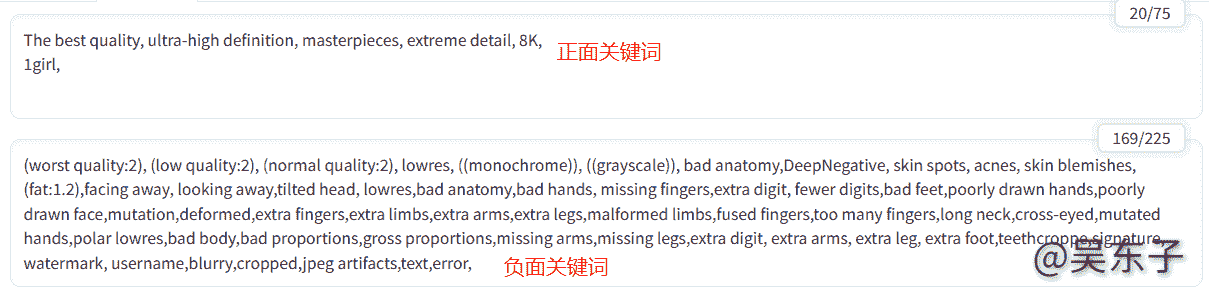 20/75
The best quality, ultra-high definition, masterpieces, extreme detail, 8K,
正面关键词
1girl,
169/225
(worst quality:2), (low quality:2), (normal quality:2), lowres, ((monochrome)), ((grayscale)), bad anatomy,DeepNegative, skin spots, acnes, skin blemishes,
(fat:1.2),facing away, looking away,tilted head, lowres,bad anatomy,bad hands, missing fingers,extra digit, fewer digits,bad feet,poorly drawn hands,poorly
drawn face,mutation,deformed,extra fingers,extra limbs,extra arms,extra legs,malformed limbs,fused fingers,too many fingers,long neck,cross-eyed,mutated
hands,polar lowres,bad body,bad proportions,gross proportions,missing arms,missing legs,extra digit, extra arms, extra leg, extra foot,teethcroppe,signature,
watermark, username,blurry,cropped,jpeg artifacts,text,error,
负面关键词
@吴东子